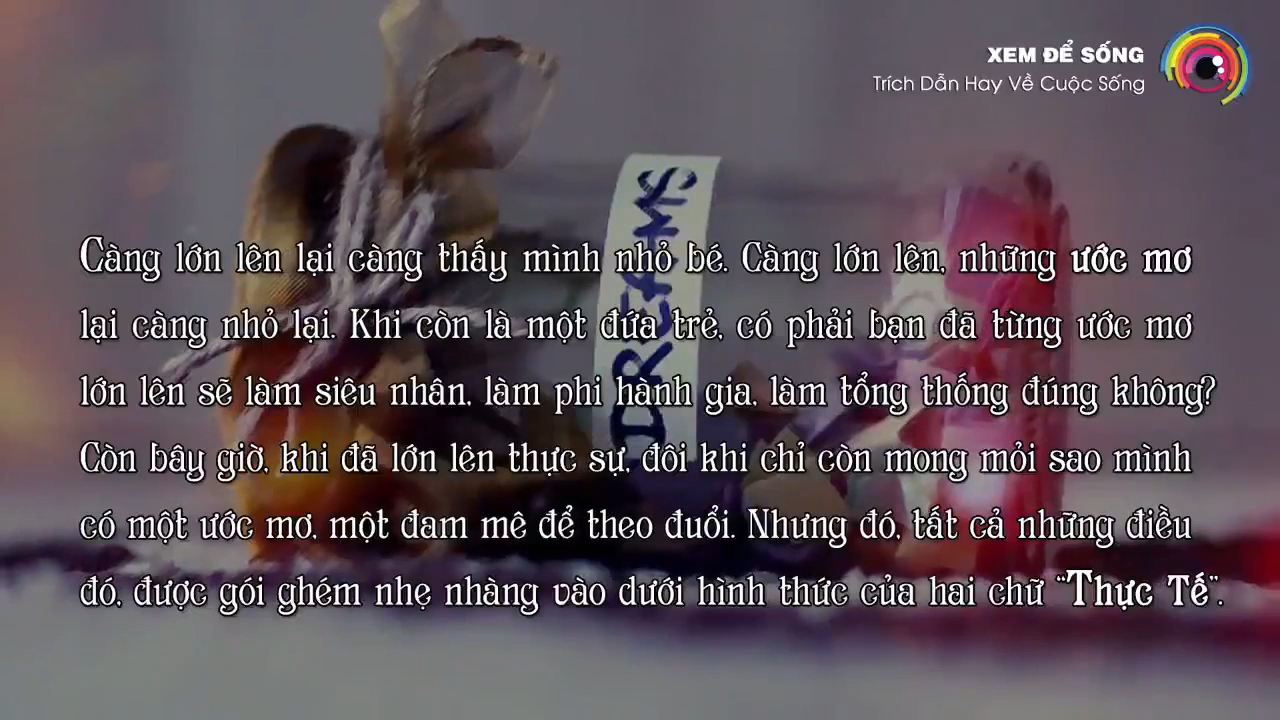 XEM ĐỂ SỐNG
Trích Dẫn Hay Về Cuộc Sống
DREAMS
Càng lớn lên lại càng thấy mình nhỏ bé. Càng lớn lên, những ước mơ
lại càng nhỏ lại. Khi còn là một đứa trẻ, có phải bạn đã từng ước mơ
lớn lên sẽ làm siêu nhân, làm phi hành gia, làm tổng thống đúng không?
Còn bây giờ, khi đã lớn lên thực sự, đôi khi chỉ còn mong mỏi sao mình
có một ước mơ, một đam mê để theo đuổi. Nhưng đó, tất cả những điều
đó, được gói ghém nhẹ nhàng vào dưới hình thức của hai chữ “Thực Tế”.